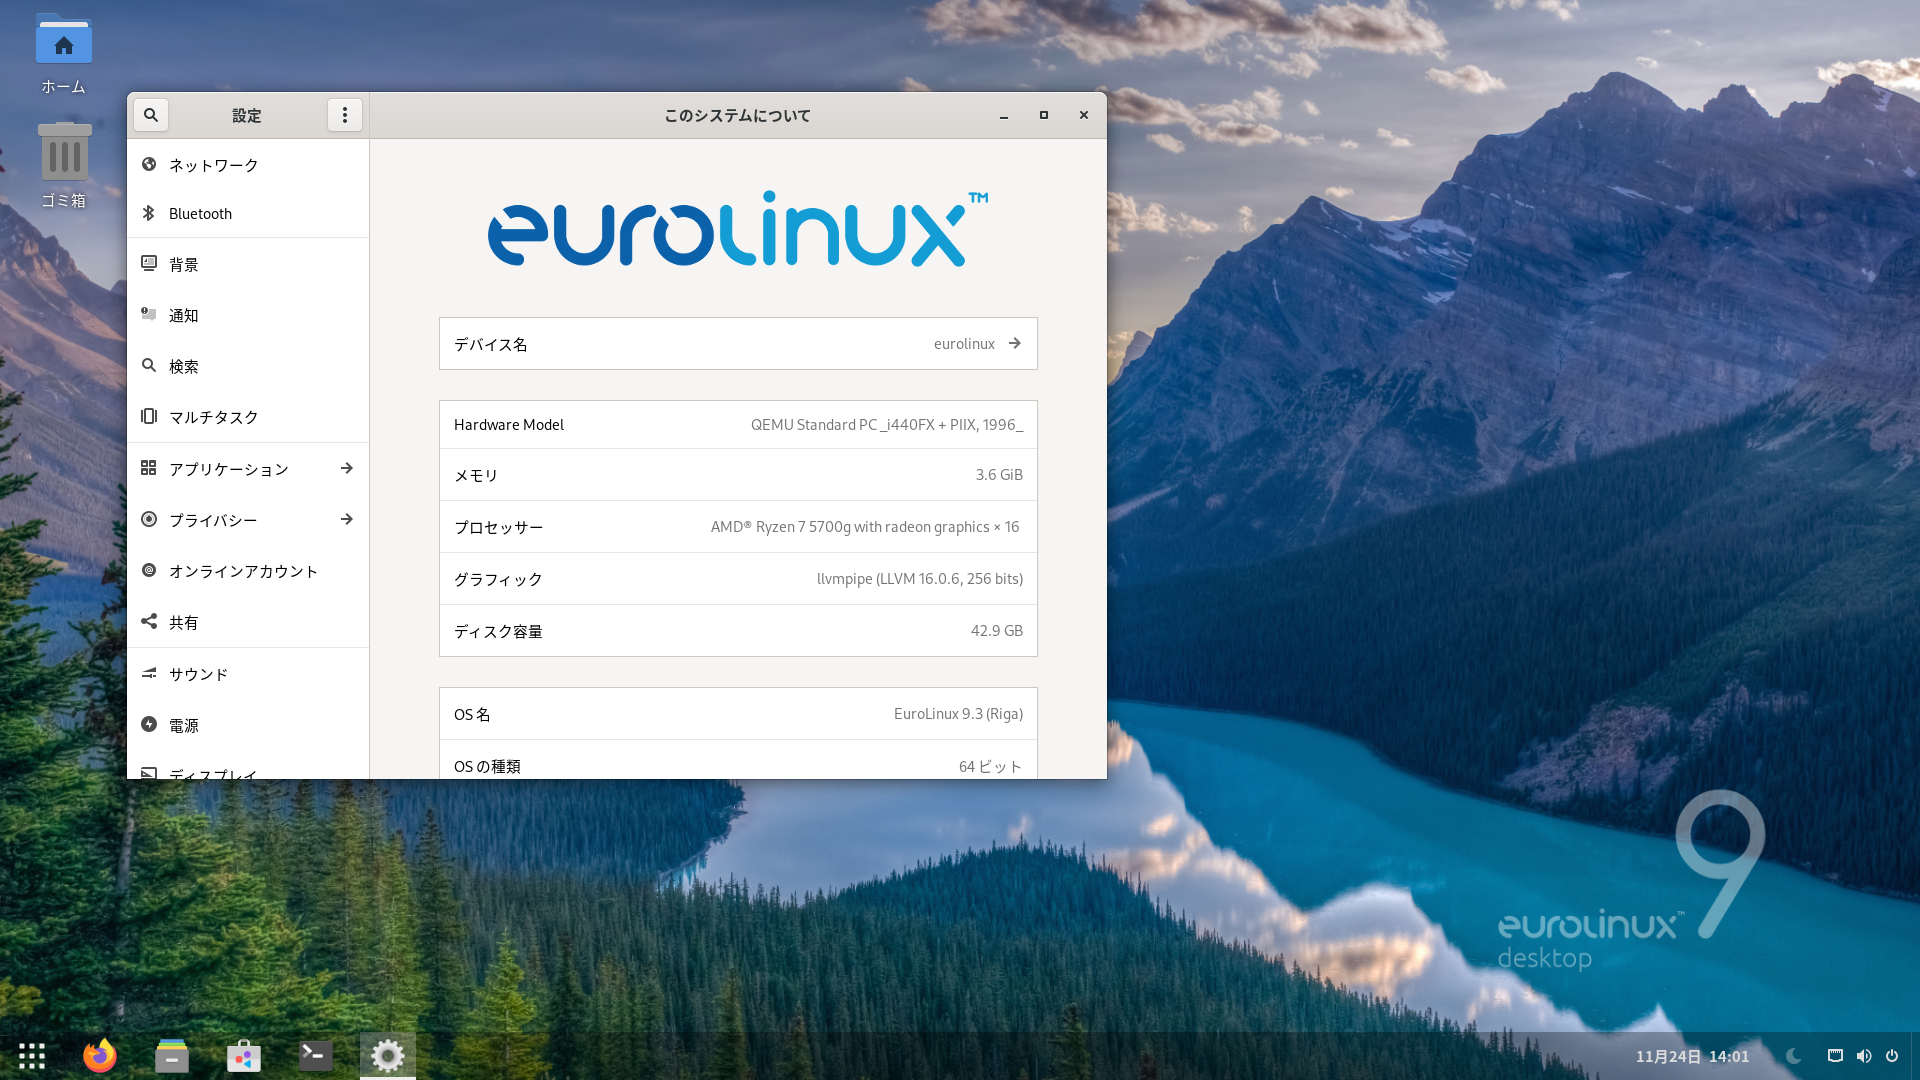 ホーム
ゴミ箱
設定
このシステムについて
ネットワーク
Bluetooth
背景
通知
検索
マルチタスク
アプリケーション
プライバシー
オンラインアカウント
共有
サウンド
電源
ディスプレイ
eurolinux™
デバイス名 eurolinux
Hardware Model QEMU Standard PC _i440FX + PIIX, 1996_
メモリ 3.6 GiB
プロセッサー AMD® Ryzen 7 5700g with radeon graphics × 16
グラフィック llvmpipe (LLVM 16.0.6, 256 bits)
ディスク容量 42.9 GB
OS 名 EuroLinux 9.3 (Riga)
OS の種類 64 ビット
eurolinux™ 9
desktop
11月24日 14:01